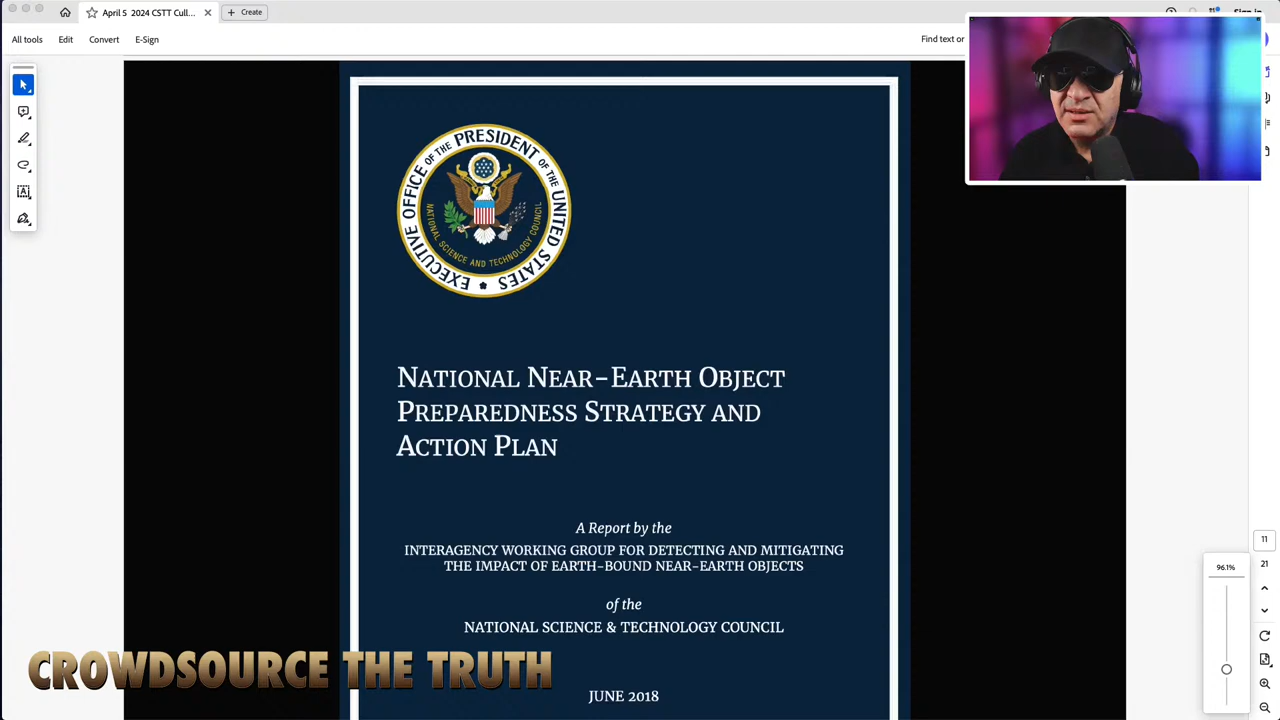 April 5 2024 CSTT Cull...
Create
All tools
Edit
Convert
E-Sign
Find text or
EXECUTIVE OFFICE OF THE PRESIDENT OF THE UNITED STATES
NATIONAL SCIENCE AND TECHNOLOGY COUNCIL
NATIONAL NEAR-EARTH OBJECT
PREPAREDNESS STRATEGY AND
ACTION PLAN
A Report by the
INTERAGENCY WORKING GROUP FOR DETECTING AND MITIGATING
THE IMPACT OF EARTH-BOUND NEAR-EARTH OBJECTS
of the
NATIONAL SCIENCE & TECHNOLOGY COUNCIL
JUNE 2018
11
21
96.1%
CROWDSOURCE THE TRUTH